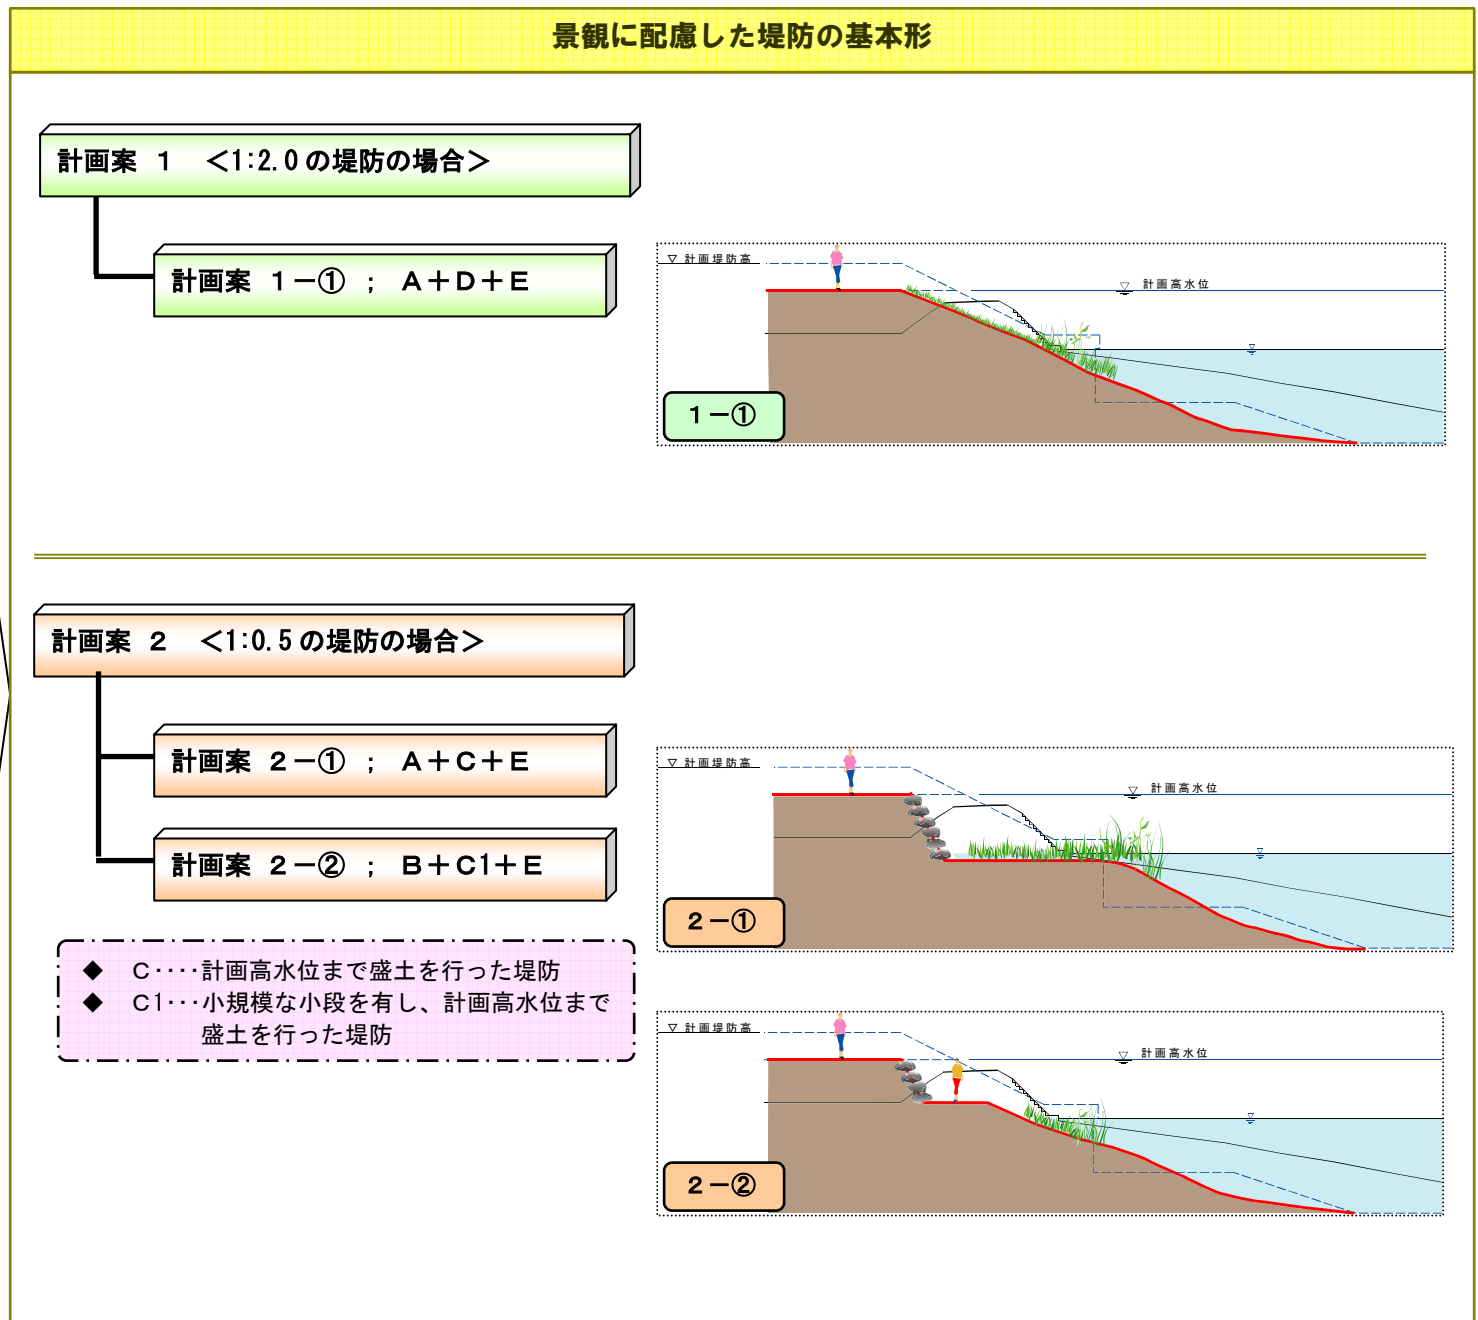 景観に配慮した堤防の基本形
計画案 1 <1:2.0の堤防の場合>
計画案 1-① ; A+D+E
▽ 計画堤防高
▽ 計画高水位
1-①
計画案 2 <1:0.5の堤防の場合>
計画案 2-① ; A+C+E
計画案 2-② ; B+C1+E
▽ 計画堤防高
▽ 計画高水位
2-①
◆ C････計画高水位まで盛土を行った堤防
◆ C1･･･小規模な小段を有し、計画高水位まで
盛土を行った堤防
▽ 計画堤防高
▽ 計画高水位
2-②